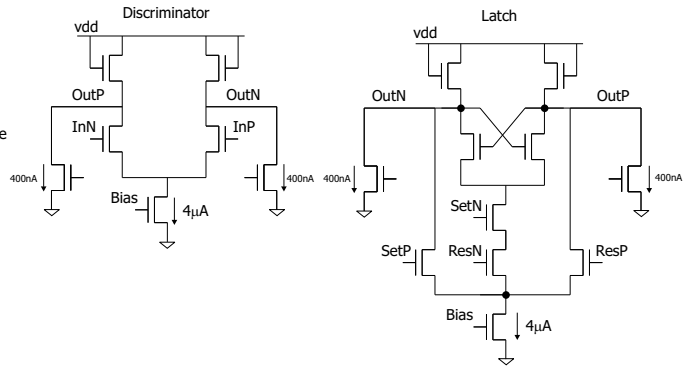 Discriminator
Latch
vdd
vdd
OutP
OutN
OutN
OutP
InN
InP
e
400nA
400nA
400nA
400nA
Bias
4µA
SetN
SetP
ResN
ResP
Bias
4µA